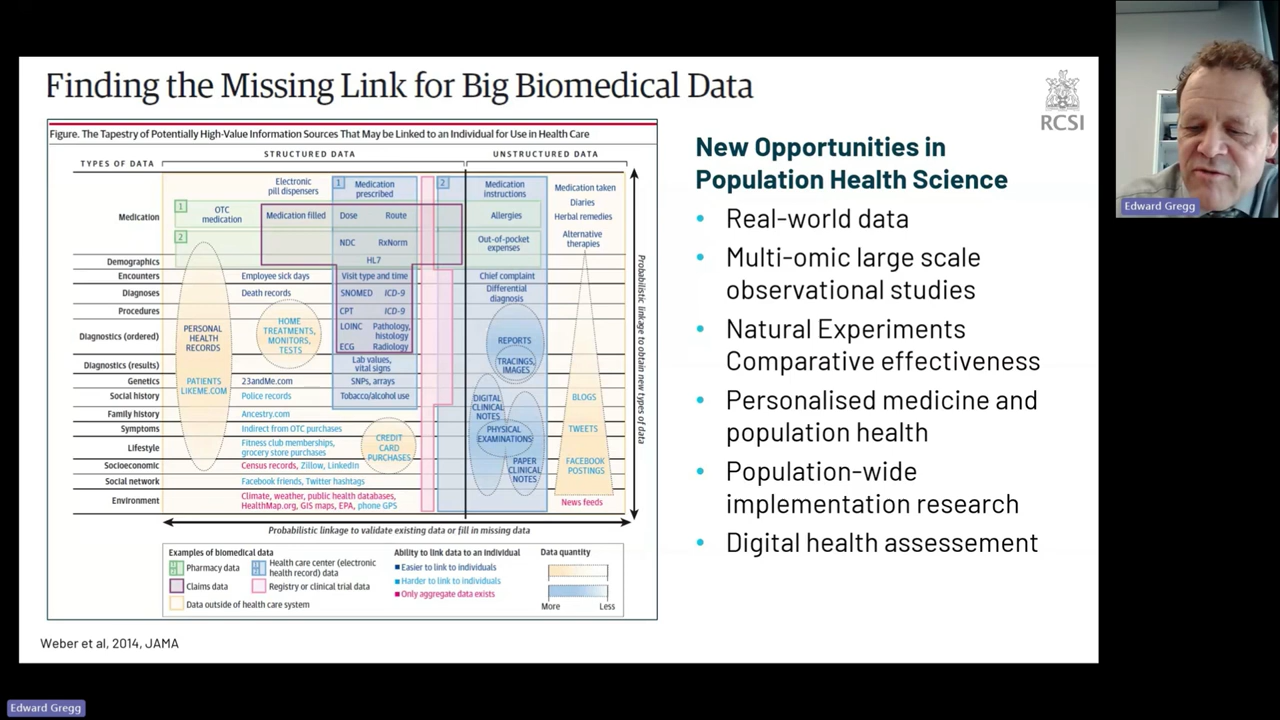 Finding the Missing Link for Big Biomedical Data
RCSI
Figure. The Tapestry of Potentially High-Value Information Sources That May be Linked to an Individual for Use in Health Care
TYPES OF DATA
STRUCTURED DATA
UNSTRUCTURED DATA
Medication
Demographics
Encounters
Diagnoses
Procedures
Diagnostics (ordered)
Diagnostics (results)
Genetics
Social history
Family history
Symptoms
Lifestyle
Socioeconomic
Social network
Environment
1
OTC
medication
2
PERSONAL
HEALTH
RECORDS
PATIENTS
LIKEME.COM
Electronic
pill dispensers
Medication filled
Employee sick days
Death records
HOME
TREATMENTS,
MONITORS,
TESTS
23andMe.com
Police records
Ancestry.com
Indirect from OTC purchases
Fitness club memberships,
grocery store purchases
Census records, Zillow, LinkedIn
Facebook friends, Twitter hashtags
Climate, weather, public health databases,
HealthMap.org, GIS maps, EPA, phone GPS
CREDIT
CARD
PURCHASES
1
Medication
prescribed
Dose Route
NDC RxNorm
HL7
Visit type and time
SNOMED ICD-9
CPT ICD-9
LOINC Pathology,
histology
ECG Radiology
Lab values,
vital signs
SNPs, arrays
Tobacco/alcohol use
2
Medication
instructions
Allergies
Out-of-pocket
expenses
Chief complaint
Differential
diagnosis
REPORTS
TRACINGS,
IMAGES
DIGITAL
CLINICAL
NOTES
PHYSICAL
EXAMINATIONS
PAPER
CLINICAL
NOTES
Medication taken
Diaries
Herbal remedies
Alternative
therapies
BLOGS
TWEETS
FACEBOOK
POSTINGS
News feeds
Probabilistic linkage to obtain new types of data
Probabilistic linkage to validate existing data or fill in missing data
Examples of biomedical data
Pharmacy data
Health care center (electronic
health record) data
Claims data
Registry or clinical trial data
Data outside of health care system
Ability to link data to an individual
Easier to link to individuals
Harder to link to individuals
Only aggregate data exists
Data quantity
More Less
Weber et al, 2014, JAMA
New Opportunities in
Population Health Science
• Real-world data
• Multi-omic large scale
observational studies
• Natural Experiments
Comparative effectiveness
• Personalised medicine and
population health
• Population-wide
implementation research
• Digital health assessement
Edward Gregg
Edward Gregg